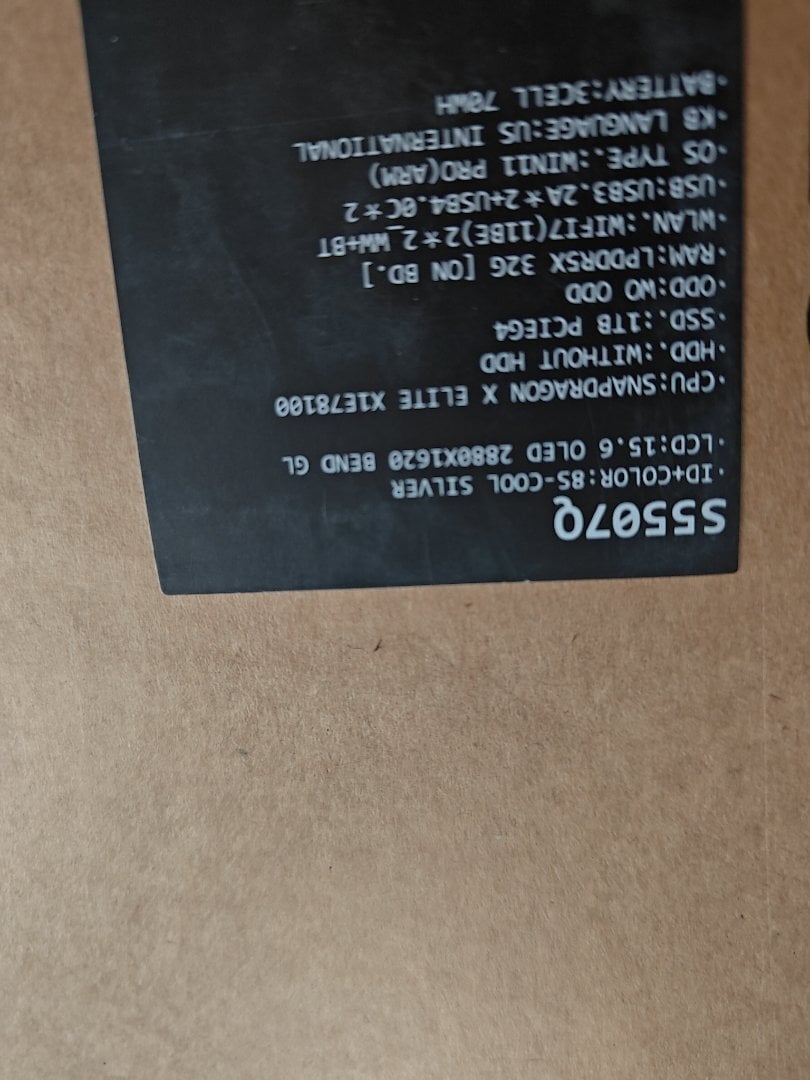 S5507Q
·ID+COLOR:8S-COOL SILVER
·LCD:15.6 OLED 2880X1620 BEND GL
·CPU:SNAPDRAGON X ELITE X1E78100
·HDD.:WITHOUT HDD
·SSD.:1TB PCIEG4
·ODD:WO ODD
·RAM:LPDDR5X 32G [ON BD.]
·WLAN.:WIFI7(11BE)2*2_WW+BT
·USB:USB3.2A*2+USB4.0C*2
·OS TYPE.:WIN11 PRO(ARM)
·KB LANGUAGE:US INTERNATIONAL
·BATTERY:3CELL 70WH